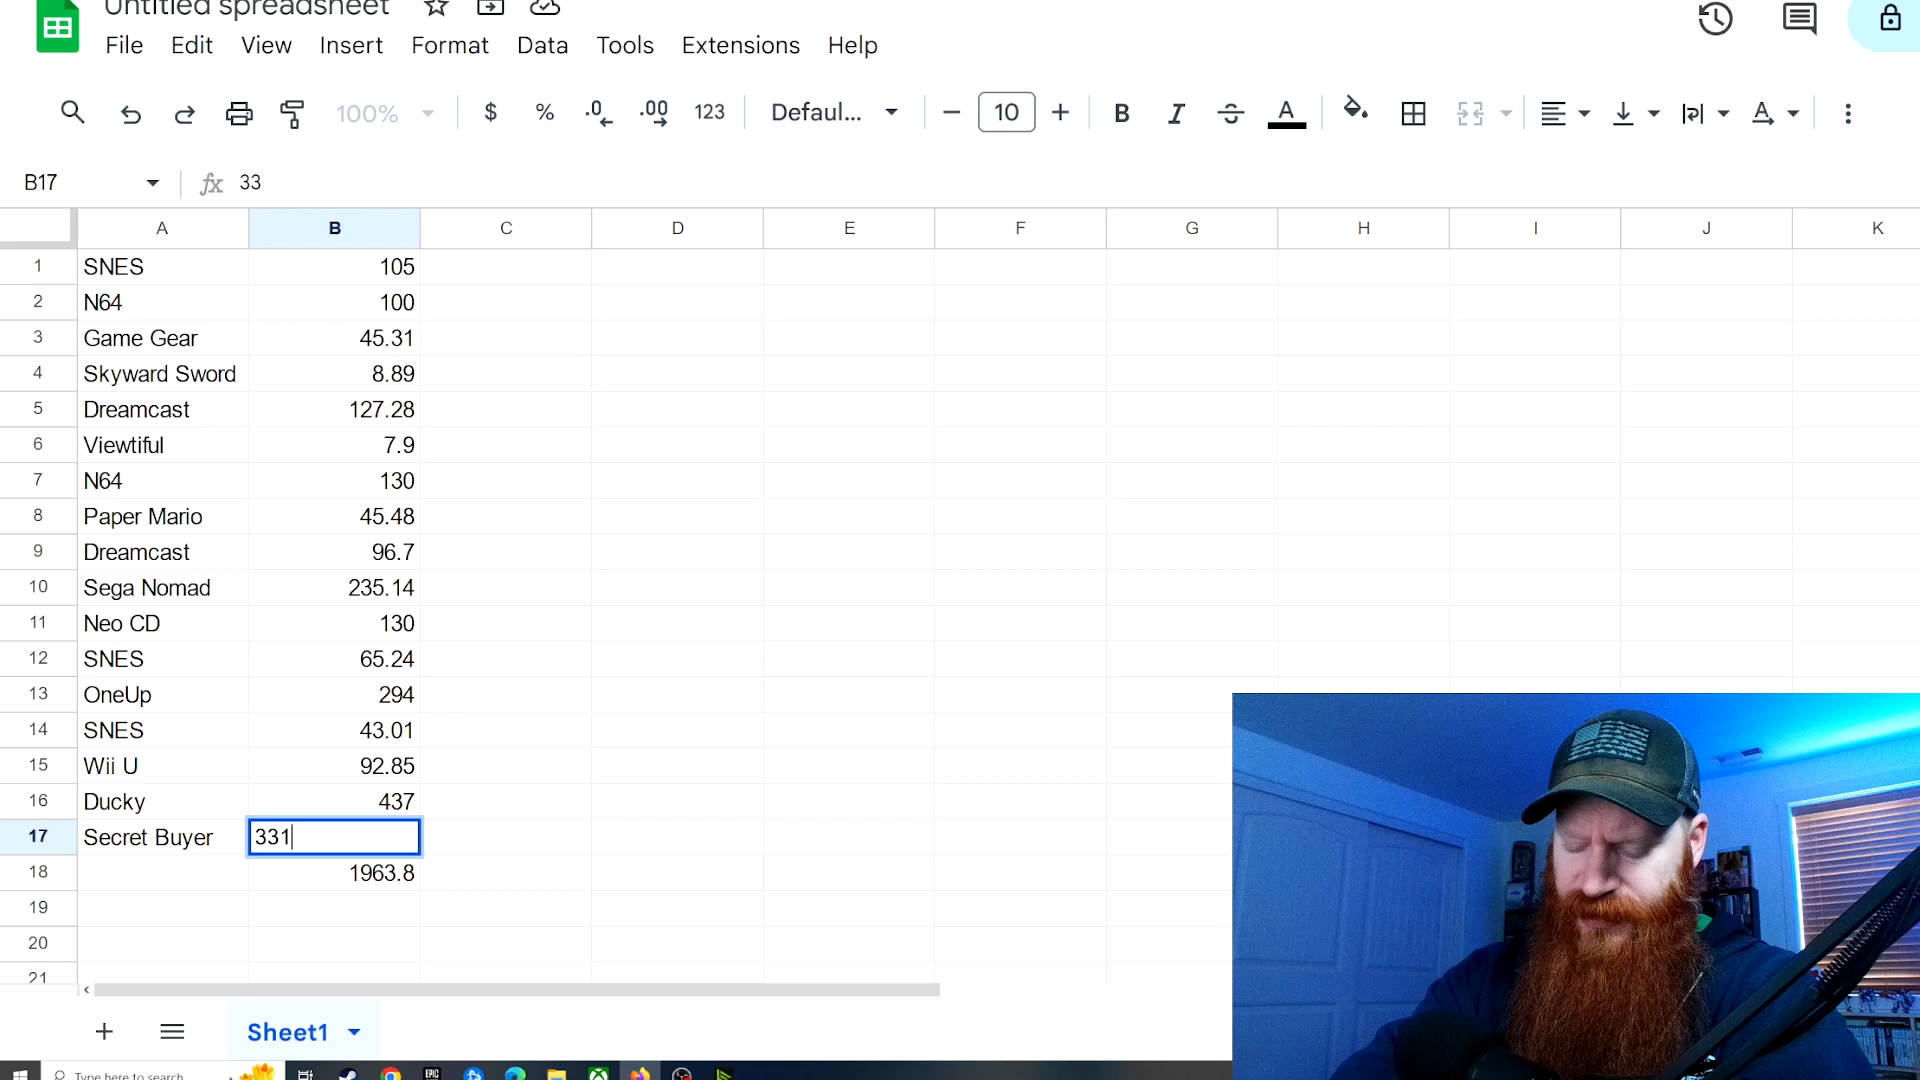 Untitled spreadsheet
File Edit View Insert Format Data Tools Extensions Help
100% $ % .0 .00 123 Defaul... 10 B I S A A
B17 fx 33
A B C D E F G H I J K
1 SNES 105
2 N64 100
3 Game Gear 45.31
4 Skyward Sword 8.89
5 Dreamcast 127.28
6 Viewtiful 7.9
7 N64 130
8 Paper Mario 45.48
9 Dreamcast 96.7
10 Sega Nomad 235.14
11 Neo CD 130
12 SNES 65.24
13 OneUp 294
14 SNES 43.01
15 Wii U 92.85
16 Ducky 437
17 Secret Buyer 331
18 1963.8
19
20
21
Sheet1
Type here to search
EPIC